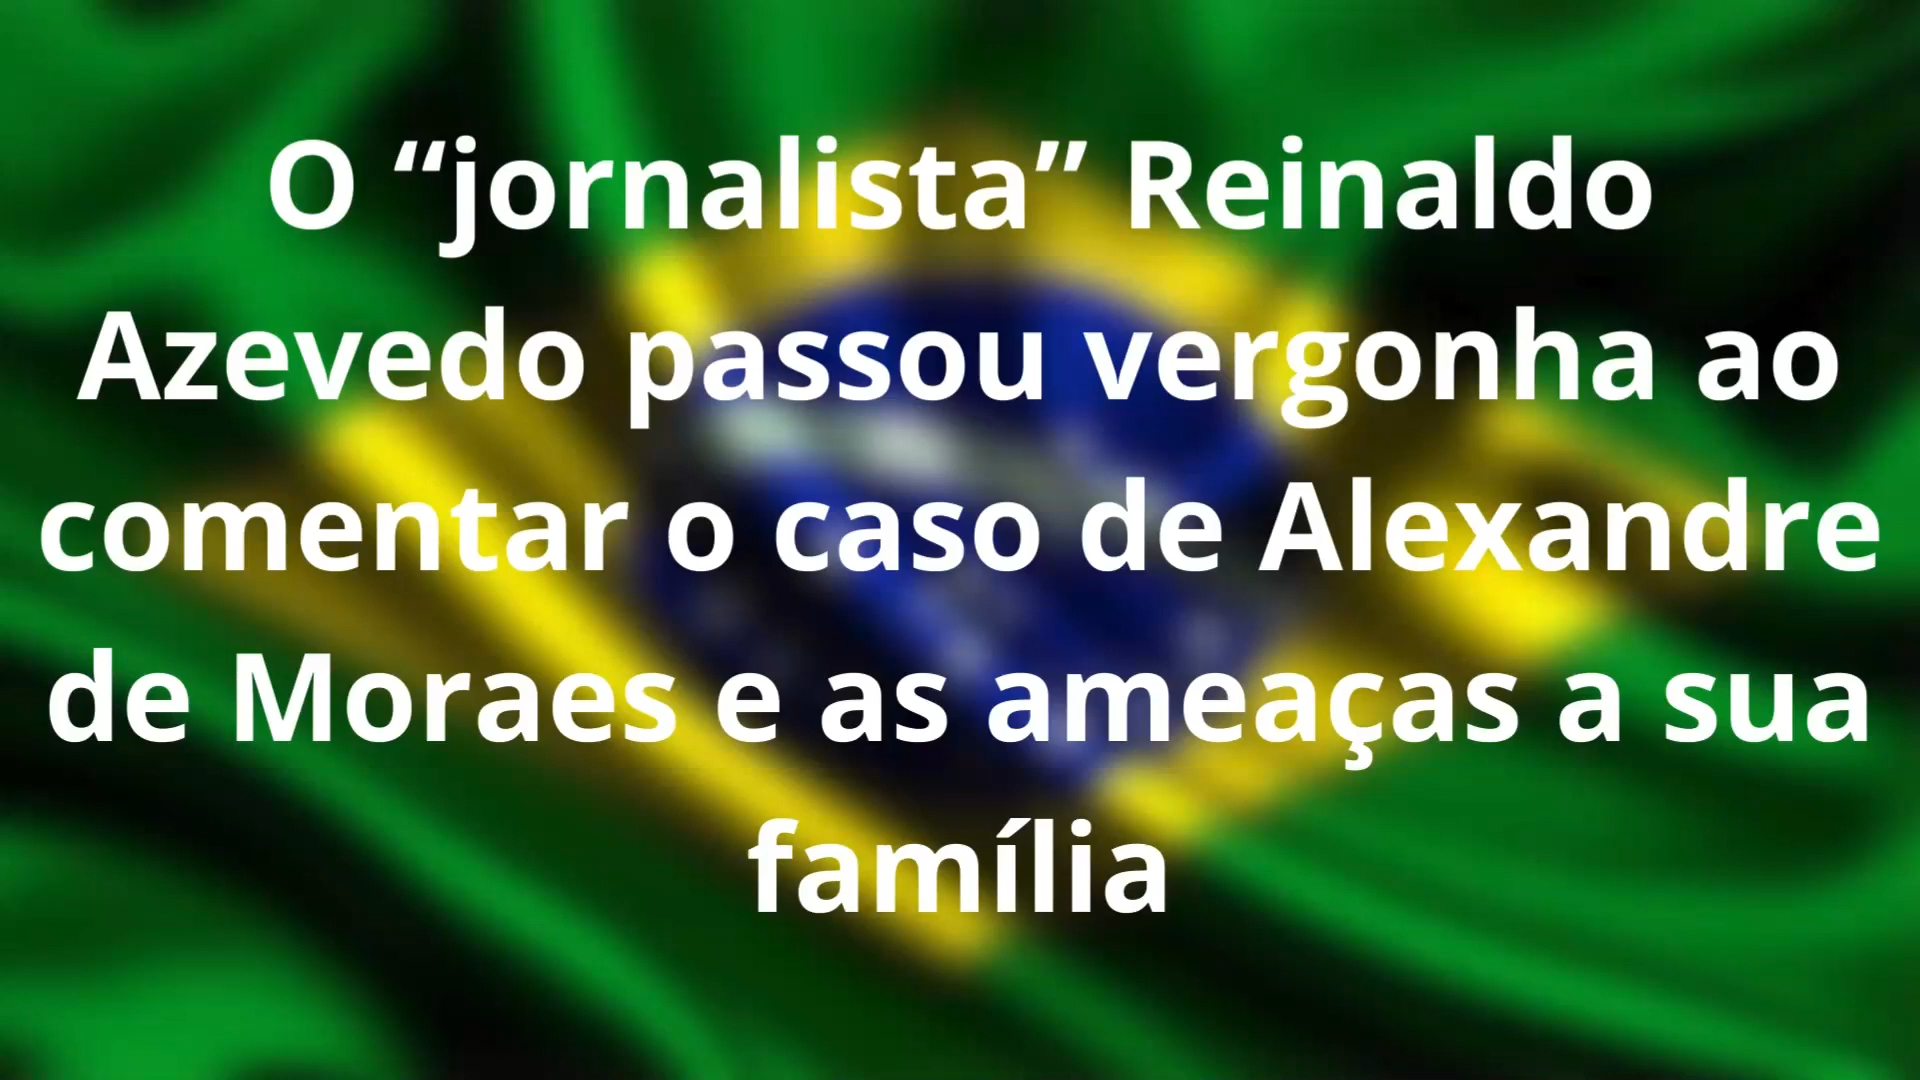 O “jornalista” Reinaldo
Azevedo passou vergonha ao
comentar o caso de Alexandre
de Moraes e as ameaças a sua
família